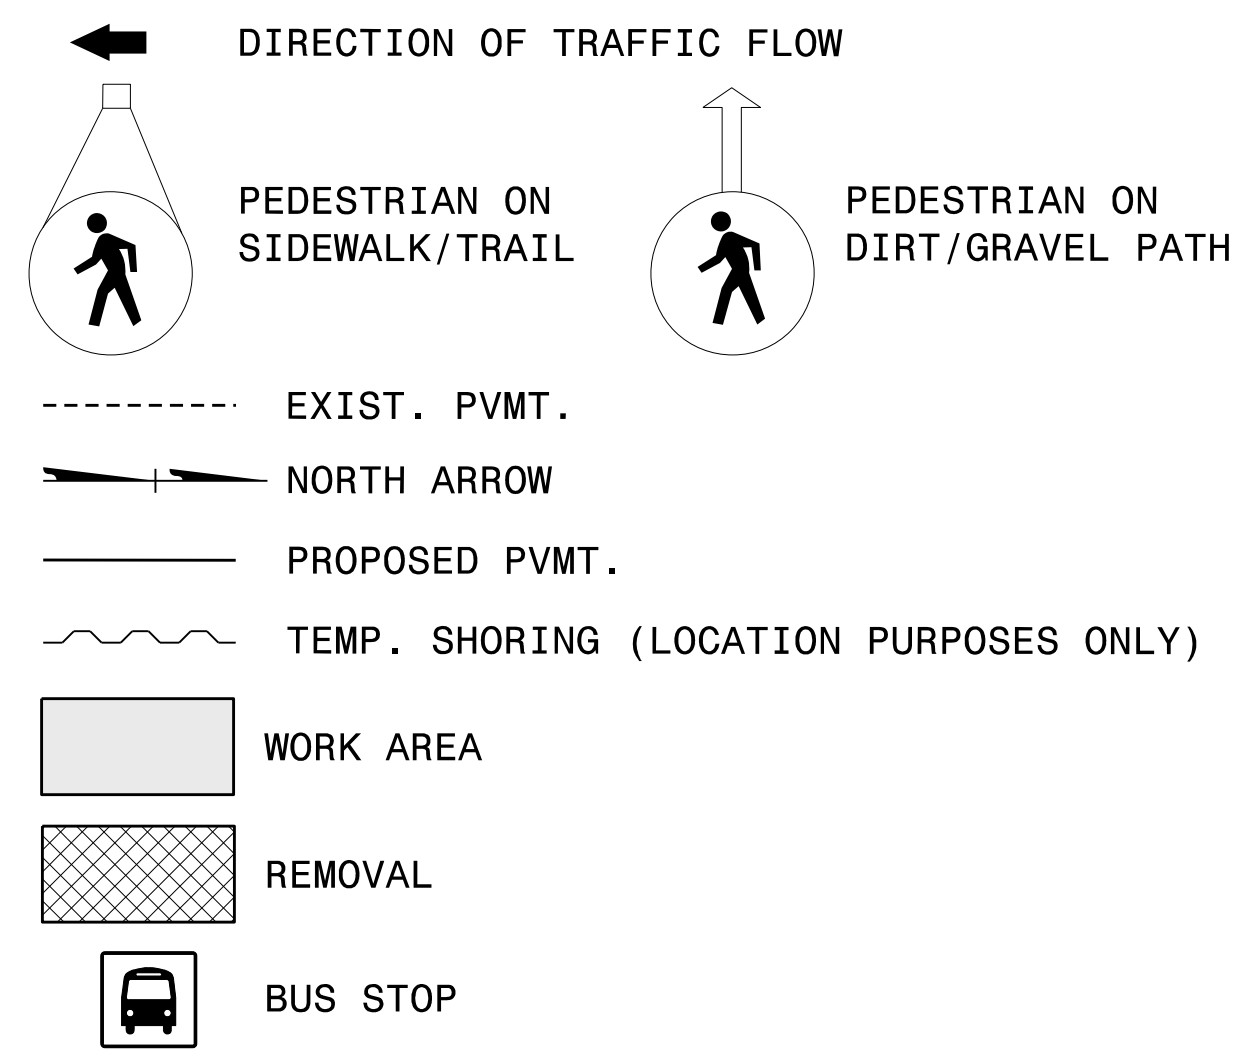 DIRECTION OF TRAFFIC FLOW
PEDESTRIAN ON
SIDEWALK/TRAIL
PEDESTRIAN ON
DIRT/GRAVEL PATH
EXIST. PVMT.
NORTH ARROW
PROPOSED PVMT.
TEMP. SHORING (LOCATION PURPOSES ONLY)
WORK AREA
REMOVAL
BUS STOP